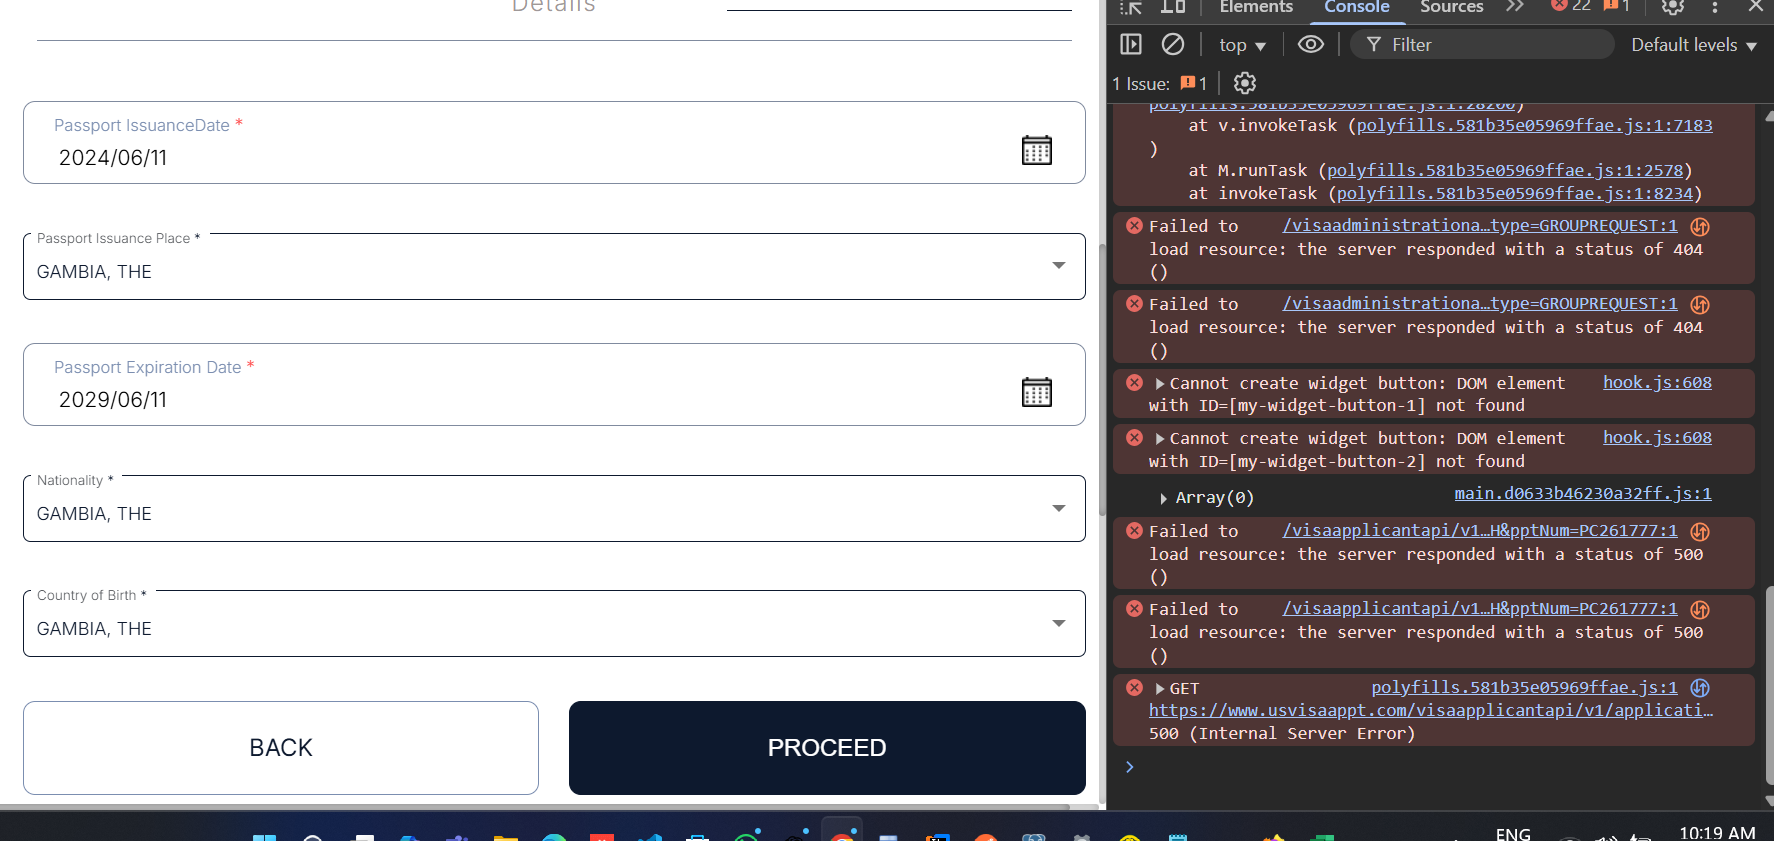 Details
Passport IssuanceDate *
2024/06/11
Passport Issuance Place *
GAMBIA, THE
Passport Expiration Date *
2029/06/11
Nationality *
GAMBIA, THE
Country of Birth *
GAMBIA, THE
BACK
PROCEED
Elements
Console
Sources
22
1
top
Filter
Default levels
1 Issue:
1
polyfills.581b35e05969ffae.js:1:28200)
at v.invokeTask (polyfills.581b35e05969ffae.js:1:7183
)
at M.runTask (polyfills.581b35e05969ffae.js:1:2578)
at invokeTask (polyfills.581b35e05969ffae.js:1:8234)
Failed to /visaadministrationa…type=GROUPREQUEST:1
load resource: the server responded with a status of 404
()
Failed to /visaadministrationa…type=GROUPREQUEST:1
load resource: the server responded with a status of 404
()
Cannot create widget button: DOM element hook.js:608
with ID=[my-widget-button-1] not found
Cannot create widget button: DOM element hook.js:608
with ID=[my-widget-button-2] not found
Array(0) main.d0633b46230a32ff.js:1
Failed to /visaapplicantapi/v1…H&pptNum=PC261777:1
load resource: the server responded with a status of 500
()
Failed to /visaapplicantapi/v1…H&pptNum=PC261777:1
load resource: the server responded with a status of 500
()
GET polyfills.581b35e05969ffae.js:1
https://www.usvisaappt.com/visaapplicantapi/v1/applicati…
500 (Internal Server Error)
ENG
10:19 AM